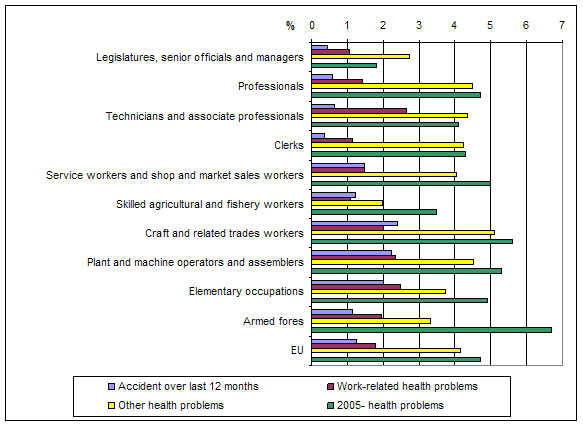 % 0 1 2 3 4 5 6 7
Legislatures, senior officials and managers
Professionals
Technicians and associate professionals
Clerks
Service workers and shop and market sales workers
Skilled agricultural and fishery workers
Craft and related trades workers
Plant and machine operators and assemblers
Elementary occupations
Armed fores
EU
Accident over last 12 months Work-related health problems
Other health problems 2005- health problems